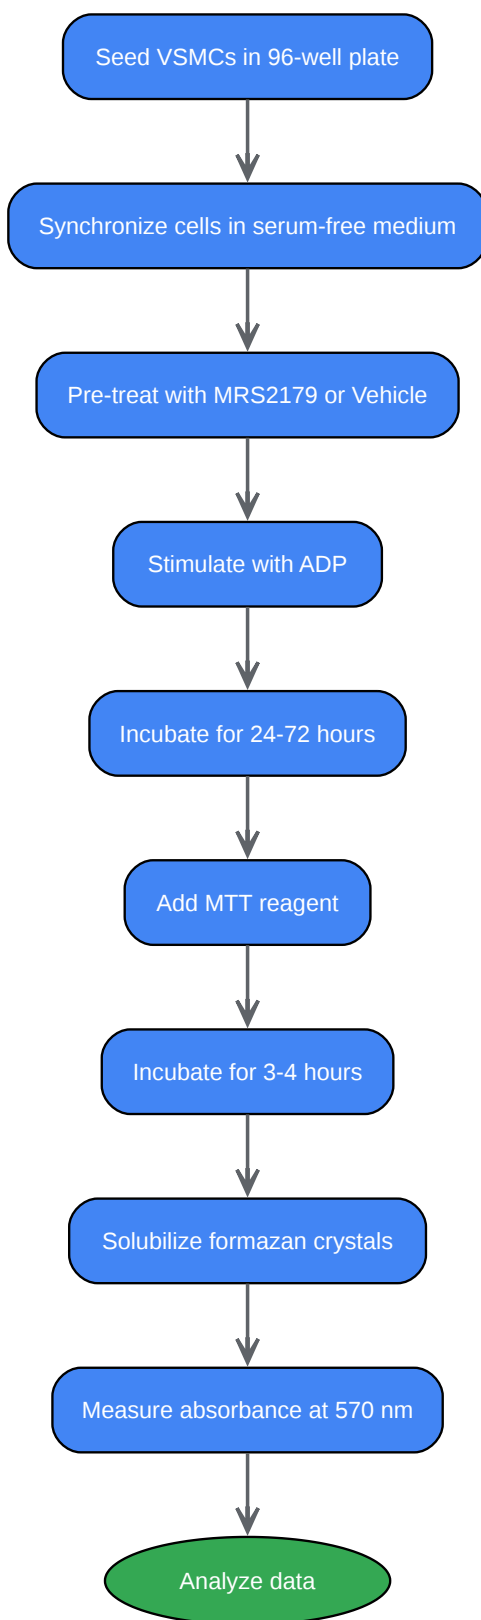 Seed VSMCs in 96-well plate
Synchronize cells in serum-free medium
Pre-treat with MRS2179 or Vehicle
Stimulate with ADP
Incubate for 24-72 hours
Add MTT reagent
Incubate for 3-4 hours
Solubilize formazan crystals
Measure absorbance at 570 nm
Analyze data